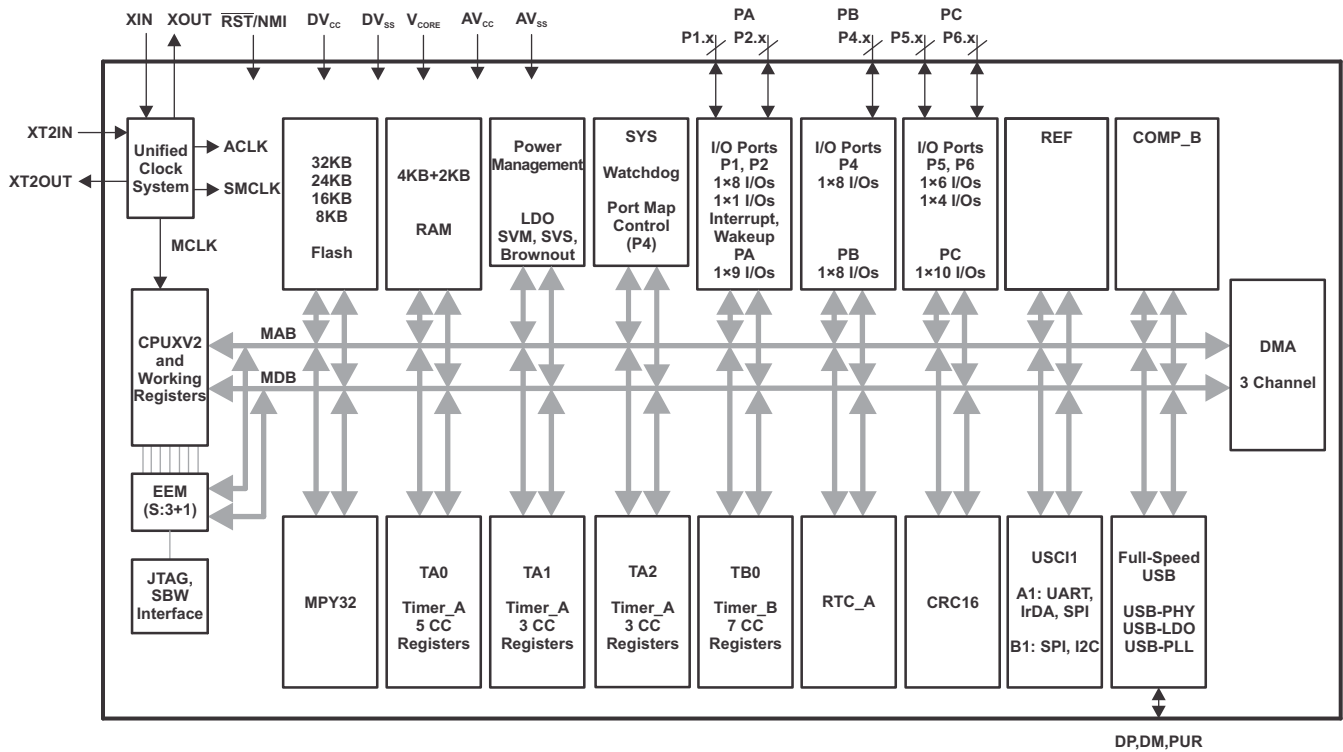 XIN XOUT RST/NMI DVCC DVSS VCORE AVCC AVSS
PA
P1.x P2.x
PB
P4.x
PC
P5.x P6.x
XT2IN
XT2OUT
Unified
Clock
System
ACLK
SMCLK
MCLK
32KB
24KB
16KB
8KB
Flash
4KB+2KB
RAM
Power
Management
LDO
SVM, SVS,
Brownout
SYS
Watchdog
Port Map
Control
(P4)
I/O Ports
P1, P2
1×8 I/Os
1×1 I/Os
Interrupt,
Wakeup
PA
1×9 I/Os
I/O Ports
P4
1×8 I/Os
PB
1×8 I/Os
I/O Ports
P5, P6
1×6 I/Os
1×4 I/Os
PC
1×10 I/Os
REF
COMP_B
CPUXV2
and
Working
Registers
MAB
MDB
DMA
3 Channel
EEM
(S:3+1)
JTAG,
SBW
Interface
MPY32
TA0
Timer_A
5 CC
Registers
TA1
Timer_A
3 CC
Registers
TA2
Timer_A
3 CC
Registers
TB0
Timer_B
7 CC
Registers
RTC_A
CRC16
USCI1
A1: UART,
IrDA, SPI
B1: SPI, I2C
Full-Speed
USB
USB-PHY
USB-LDO
USB-PLL
DP,DM,PUR